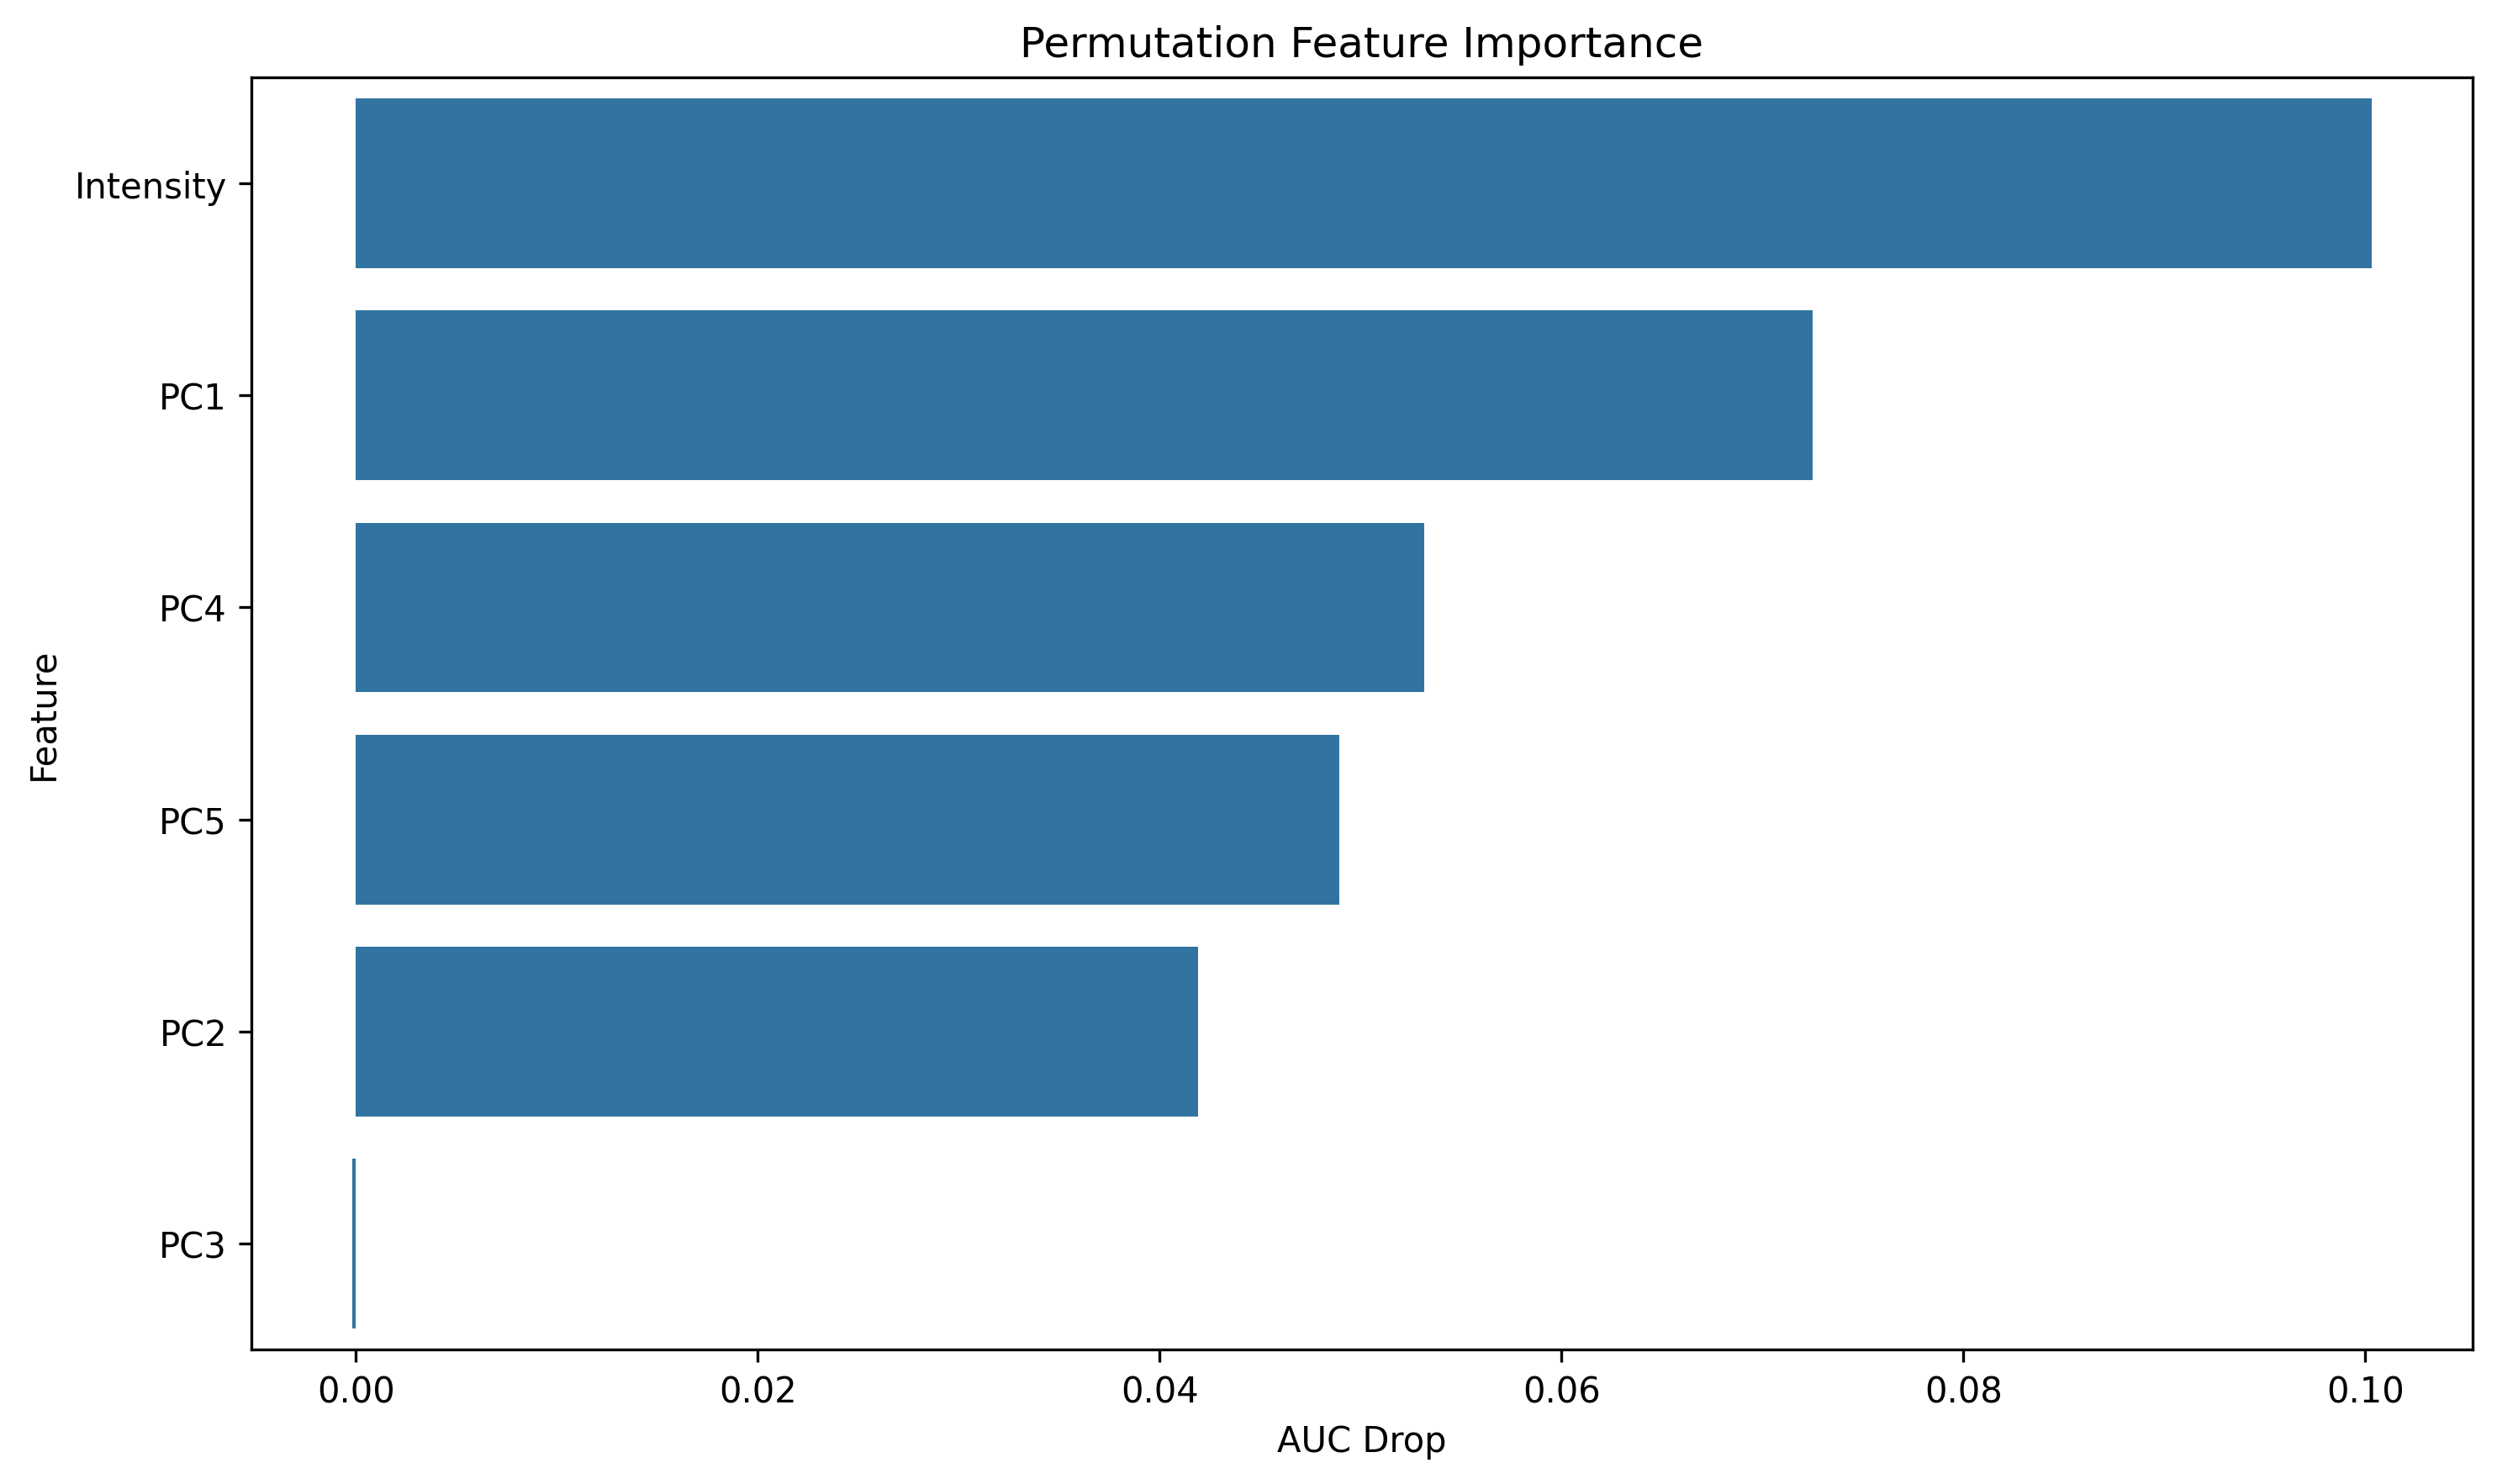 Permutation Feature Importance
Intensity
PC1
PC4
PC5
PC2
PC3
Feature
0.00 0.02 0.04 0.06 0.08 0.10
AUC Drop